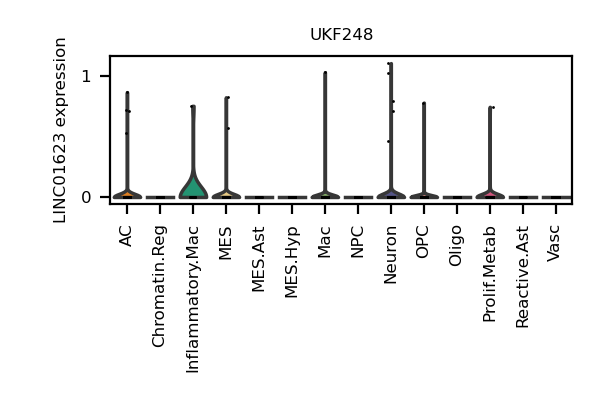 UKF248
LINC01623 expression
1
0
AC
Chromatin.Reg
Inflammatory.Mac
MES
MES.Ast
MES.Hyp
Mac
NPC
Neuron
OPC
Oligo
Prolif.Metab
Reactive.Ast
Vasc